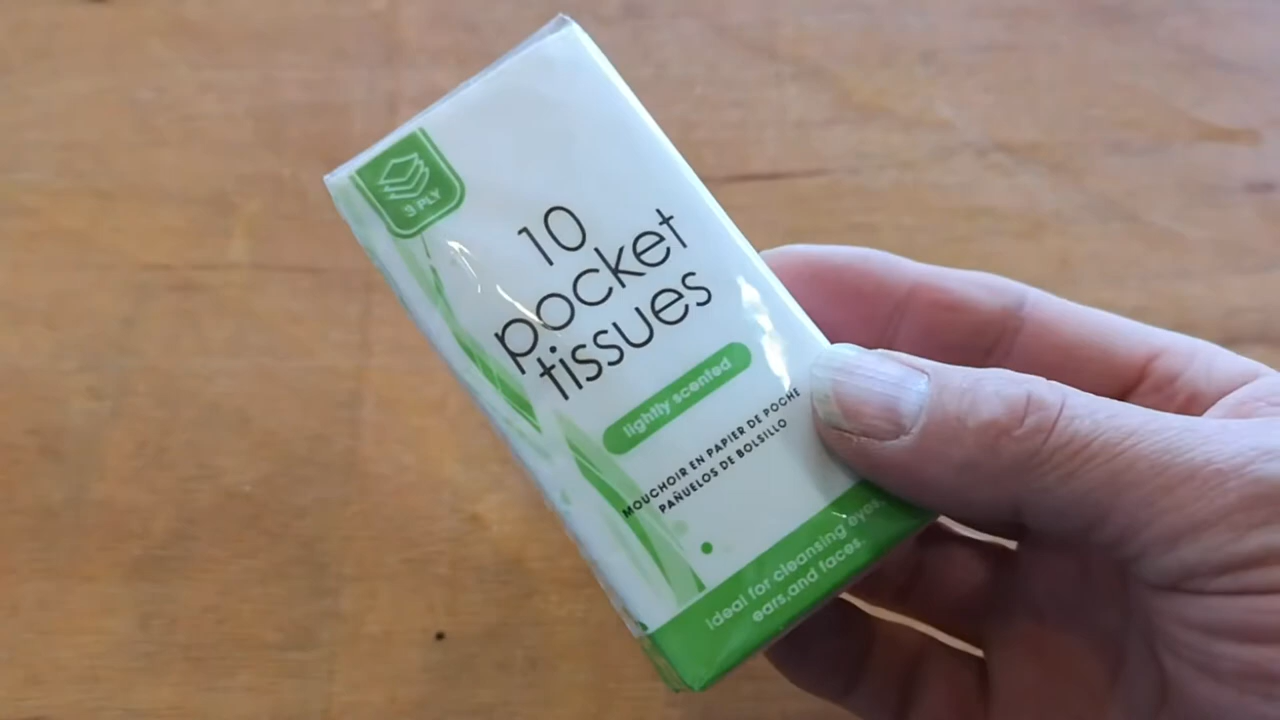 3 PLY
10
pocket
tissues
lightly scented
MOUCHOIR EN PAPIER DE POCHE
PAÑUELOS DE BOLSILLO
Ideal for cleansing eyes,
ears,and faces.